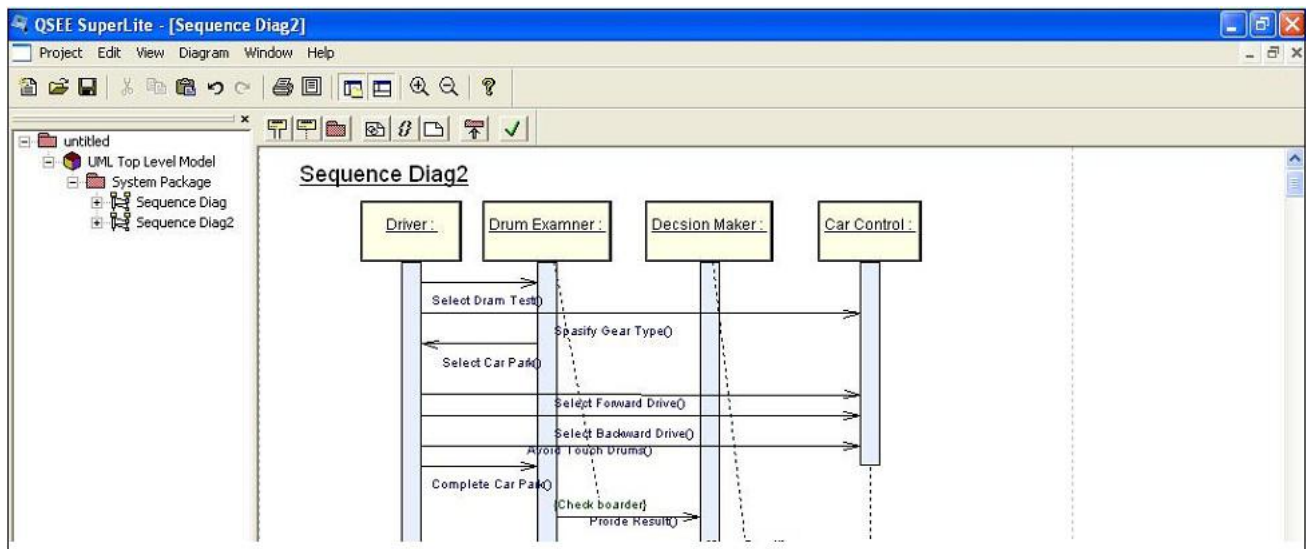 QSEE SuperLite - [Sequence Diag2]
Project Edit View Diagram Window Help
untitled
UML Top Level Model
System Package
Sequence Diag
Sequence Diag2
Sequence Diag2
Driver :
Drum Examner :
Decsion Maker :
Car Control :
Select Dram Test()
Spasify Gear Type()
Select Car Park()
Select Forward Drive()
Select Backward Drive()
Avoid Touch Drums()
Complete Car Park()
{Check boarder}
Proide Result()